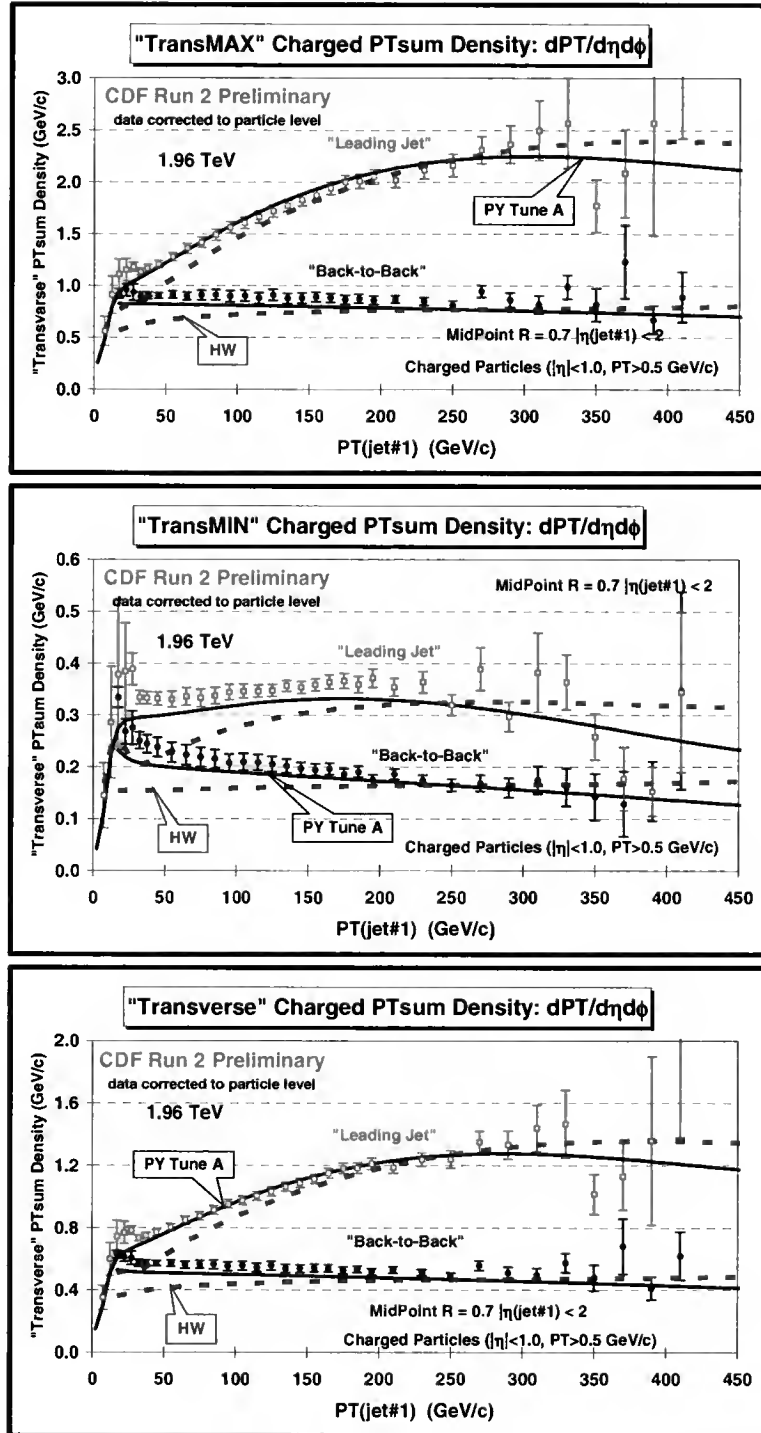 "TransMAX" Charged PTsum Density: dPT/dηdϕ
"Transvarse" PTsum Density (GeV/c)
3.0
2.5
2.0
1.5
1.0
0.5
0.0
CDF Run 2 Preliminary
data corrected to particle level
1.96 TeV
"Leading Jet"
PY Tune A
"Back-to-Back"
HW
MidPoint R = 0.7 |η(jet#1) < 2
Charged Particles (|η|<1.0, PT>0.5 GeV/c)
0 50 100 150 200 250 300 350 400 450
PT(jet#1) (GeV/c)
"TransMIN" Charged PTsum Density: dPT/dηdϕ
"Transverse" PTsum Density (GeV/c)
0.6
0.5
0.4
0.3
0.2
0.1
0.0
CDF Run 2 Preliminary
data corrected to particle level
MidPoint R = 0.7 |η(jet#1) < 2
1.96 TeV
"Leading Jet"
"Back-to-Back"
HW
PY Tune A
Charged Particles (|η|<1.0, PT>0.5 GeV/c)
0 50 100 150 200 250 300 350 400 450
PT(jet#1) (GeV/c)
"Transverse" Charged PTsum Density: dPT/dηdϕ
"Transverse" PTsum Density (GeV/c)
2.0
1.6
1.2
0.8
0.4
0.0
CDF Run 2 Preliminary
data corrected to particle level
1.96 TeV
"Leading Jet"
PY Tune A
"Back-to-Back"
HW
MidPoint R = 0.7 |η(jet#1) < 2
Charged Particles (|η|<1.0, PT>0.5 GeV/c)
0 50 100 150 200 250 300 350 400 450
PT(jet#1) (GeV/c)